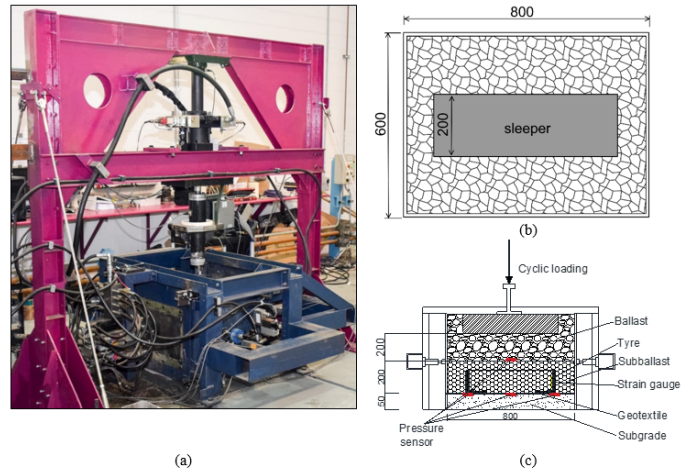 800
600
200
sleeper
(b)
Cyclic loading
Ballast
Tyre
Subballast
Strain gauge
Geotextile
Subgrade
200
200
50
Pressure
sensor
800
(a)
(c)